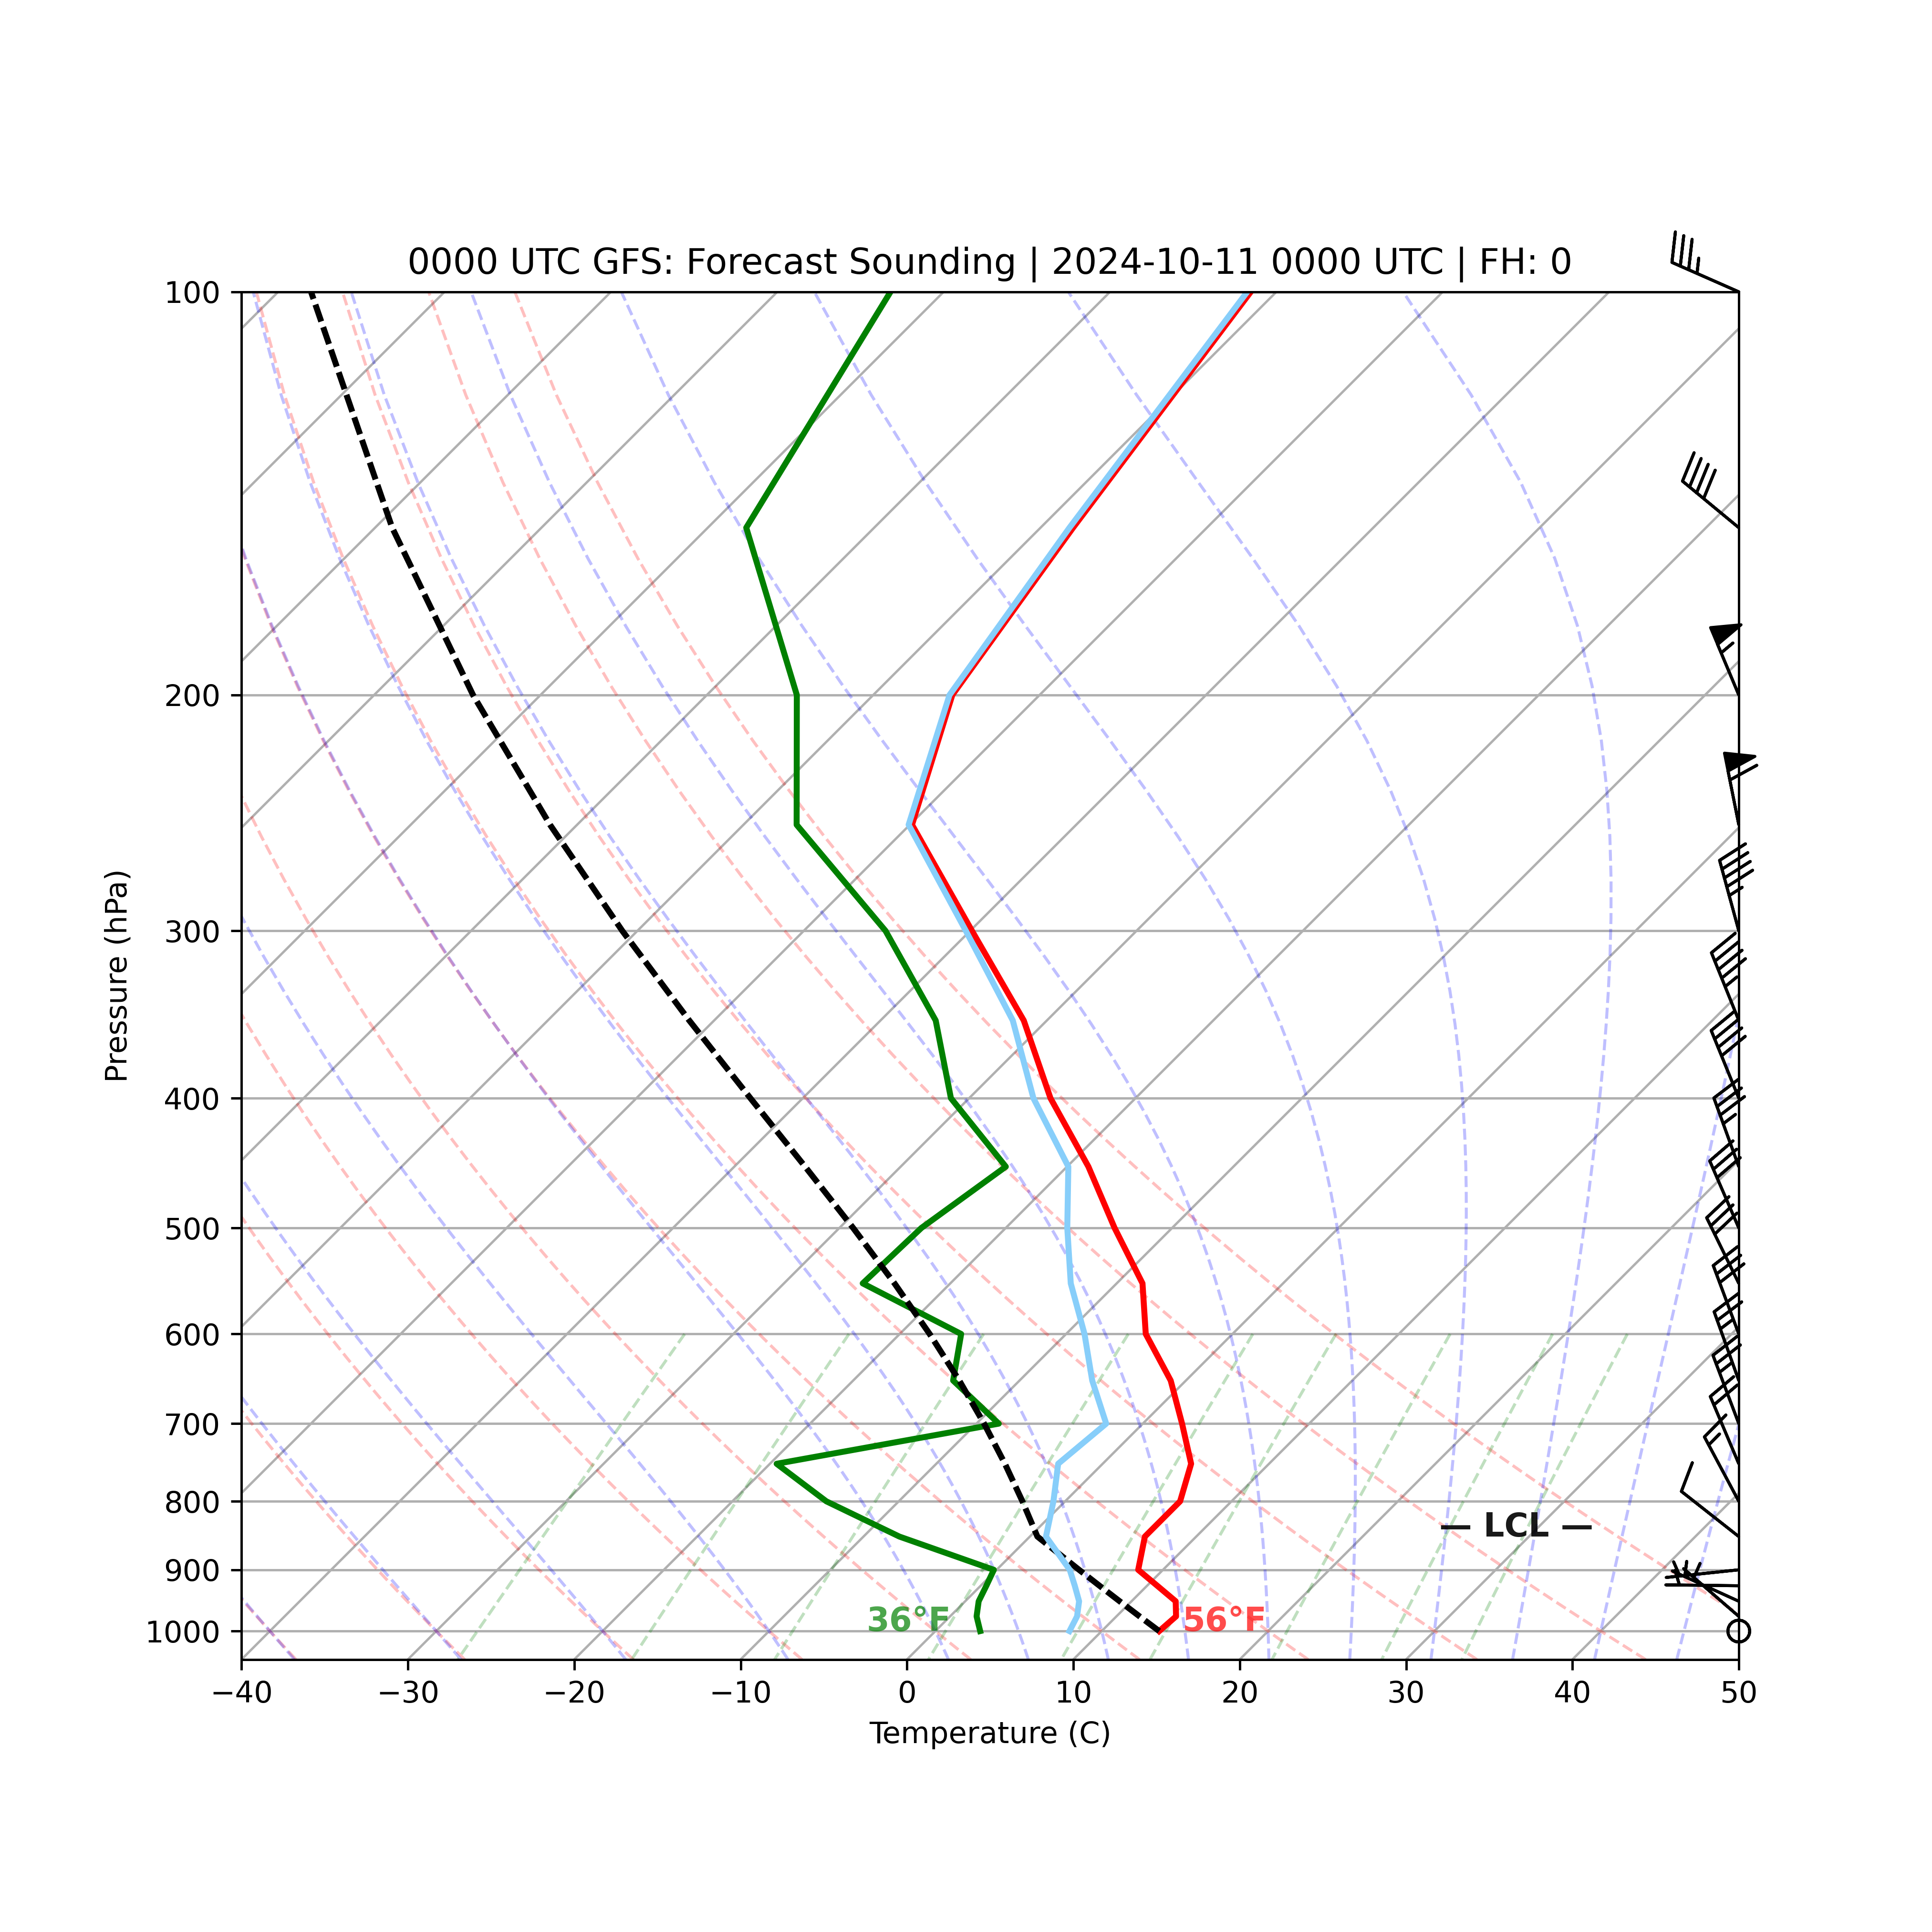 0000 UTC GFS: Forecast Sounding | 2024-10-11 0000 UTC | FH: 0
100
200
300
400
500
600
700
800
900
1000
Pressure (hPa)
— LCL —
36°F
56°F
−40 −30 −20 −10 0 10 20 30 40 50
Temperature (C)